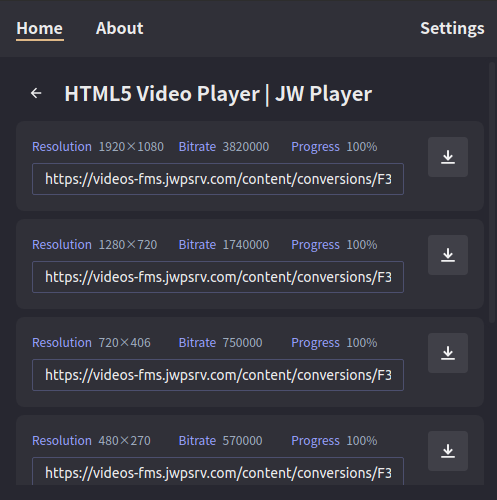 Home About Settings
← HTML5 Video Player | JW Player
Resolution 1920×1080 Bitrate 3820000 Progress 100%
https://videos-fms.jwpsrv.com/content/conversions/F3
Resolution 1280×720 Bitrate 1740000 Progress 100%
https://videos-fms.jwpsrv.com/content/conversions/F3
Resolution 720×406 Bitrate 750000 Progress 100%
https://videos-fms.jwpsrv.com/content/conversions/F3
Resolution 480×270 Bitrate 570000 Progress 100%
https://videos-fms.jwpsrv.com/content/conversions/F3